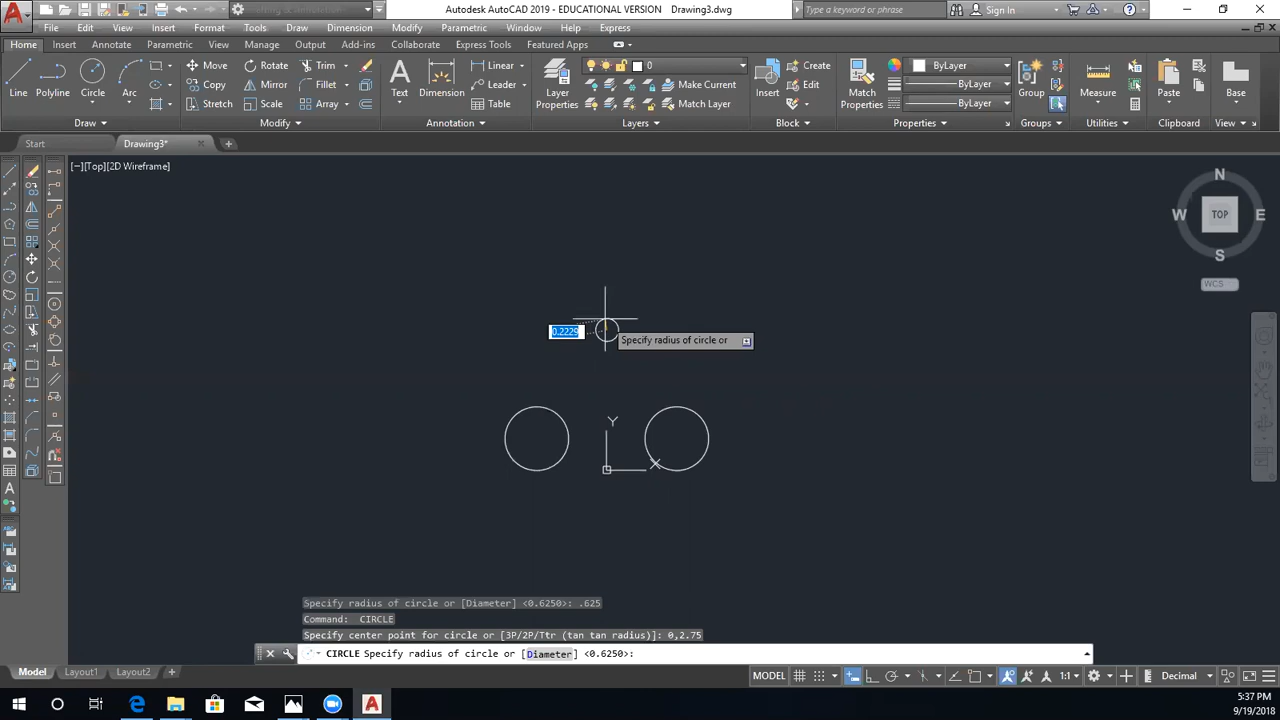 Autodesk AutoCAD 2019 - EDUCATIONAL VERSION Drawing3.dwg
Type a keyword or phrase
Sign In
File Edit View Insert Format Tools Draw Dimension Modify Parametric Window Help Express
Home Insert Annotate Parametric View Manage Output Add-ins Collaborate Express Tools Featured Apps
Line
Polyline
Circle
Arc
Move
Copy
Stretch
Rotate
Mirror
Scale
Trim
Fillet
Array
Text
Dimension
Linear
Leader
Table
Layer Properties
0
Make Current
Match Layer
Insert
Create
Edit
Match Properties
ByLayer
ByLayer
ByLayer
Group
Measure
Paste
Base
Draw
Modify
Annotation
Layers
Block
Properties
Groups
Utilities
Clipboard
View
Start
Drawing3*
[−][Top][2D Wireframe]
N
W TOP E
S
WCS
0.2229
Specify radius of circle or
Y
X
Specify radius of circle or [Diameter] <0.6250>: .625
Command: CIRCLE
Specify center point for circle or [3P/2P/Ttr (tan tan radius)]: 0,2.75
CIRCLE Specify radius of circle or [Diameter] <0.6250>:
Model Layout1 Layout2 +
MODEL
1:1
Decimal
5:37 PM
9/19/2018